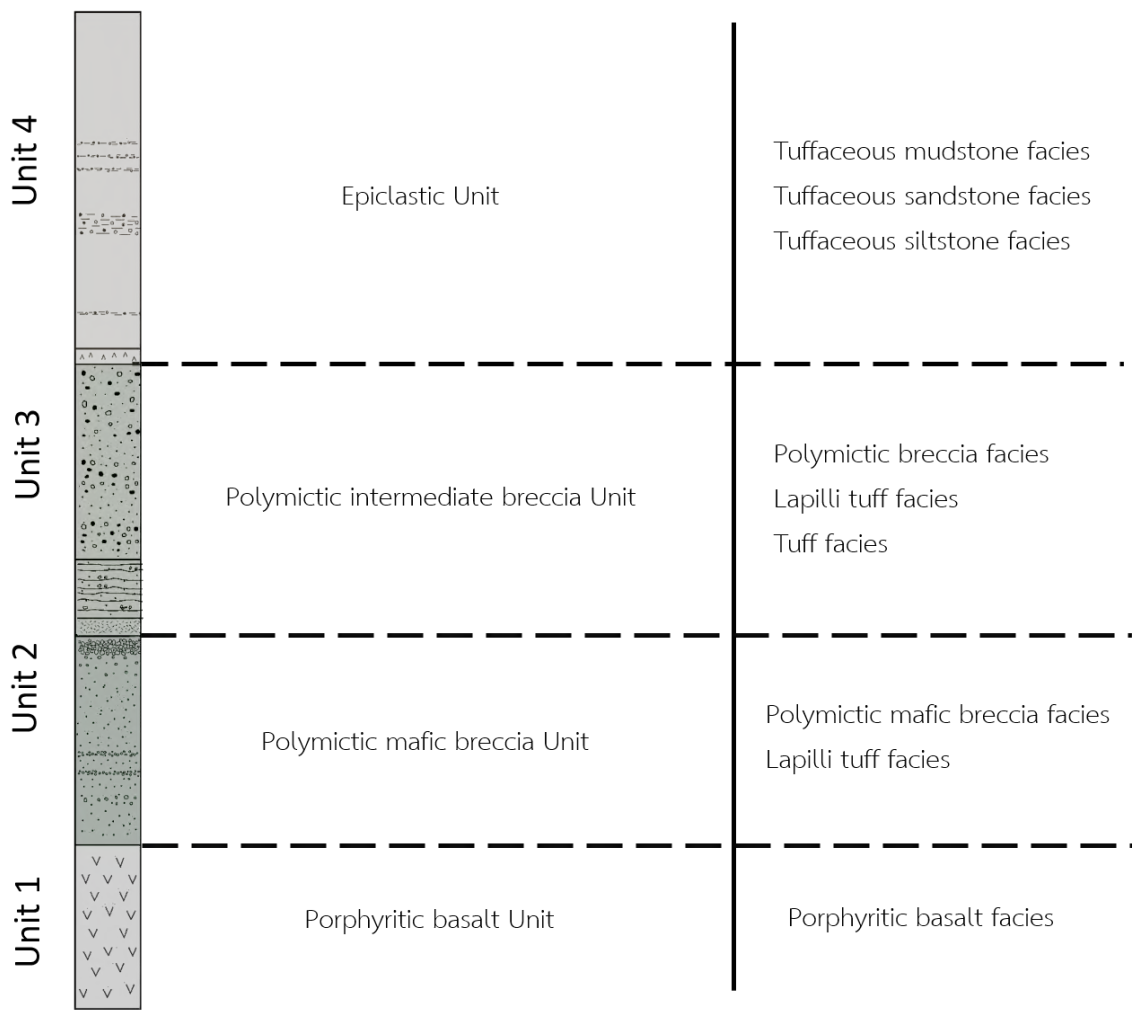 Unit 4
Epiclastic Unit
Tuffaceous mudstone facies
Tuffaceous sandstone facies
Tuffaceous siltstone facies
Unit 3
Polymictic intermediate breccia Unit
Polymictic breccia facies
Lapilli tuff facies
Tuff facies
Unit 2
Polymictic mafic breccia Unit
Polymictic mafic breccia facies
Lapilli tuff facies
Unit 1
Porphyritic basalt Unit
Porphyritic basalt facies